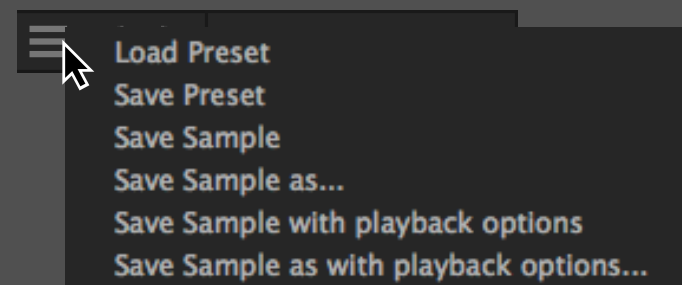 Load Preset
Save Preset
Save Sample
Save Sample as...
Save Sample with playback options
Save Sample as with playback options...